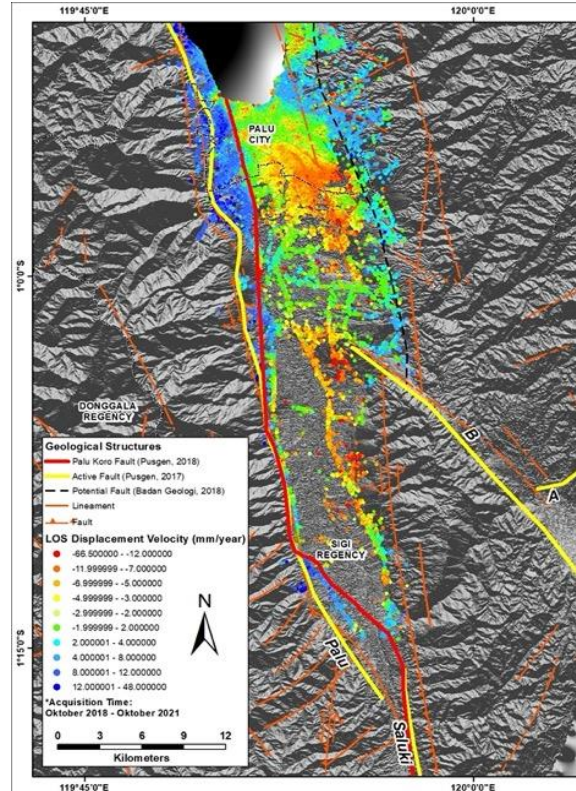 119°45'0"E
120°0'0"E
PALU
CITY
1°0'0"S
DONGGALA
REGENCY
B
A
Geological Structures
Palu Koro Fault (Pusgen, 2018)
Active Fault (Pusgen, 2017)
Potential Fault (Badan Geologi, 2018)
Lineament
Fault
LOS Displacement Velocity (mm/year)
-66.500000 - -12.000000
-11.999999 - -7.000000
-6.999999 - -5.000000
-4.999999 - -3.000000
-2.999999 - -2.000000
-1.999999 - 2.000000
2.000001 - 4.000000
4.000001 - 8.000000
8.000001 - 12.000000
12.000001 - 48.000000
N
*Acquisition Time:
Oktober 2018 - Oktober 2021
0 3 6 9 12
Kilometers
SIGI
REGENCY
1°15'0"S
Palu
Saluki
119°45'0"E
120°0'0"E